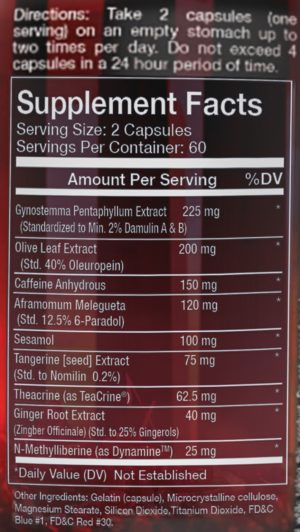 Directions: Take 2 capsules (one
serving) on an empty stomach up to
two times per day. Do not exceed 4
capsules in a 24 hour period of time.
Supplement Facts
Serving Size: 2 Capsules
Servings Per Container: 60
Amount Per Serving %DV
Gynostemma Pentaphyllum Extract 225 mg *
(Standardized to Min. 2% Damulin A & B)
Olive Leaf Extract 200 mg *
(Std. 40% Oleuropein)
Caffeine Anhydrous 150 mg *
Aframomum Melegueta 120 mg *
(Std. 12.5% 6-Paradol)
Sesamol 100 mg *
Tangerine [seed] Extract 75 mg *
(Std. to Nomilin 0.2%)
Theacrine (as TeaCrine®) 62.5 mg *
Ginger Root Extract 40 mg *
(Zingber Officinale) (Std. to 25% Gingerols)
N-Methylliberine (as Dynamine™) 25 mg *
*Daily Value (DV) Not Established
*Other Ingredients: Gelatin (capsule), Microcrystalline cellulose,
Magnesium Stearate, Silicon Dioxide,Titanium Dioxide, FD&C
Blue #1, FD&C Red #30.